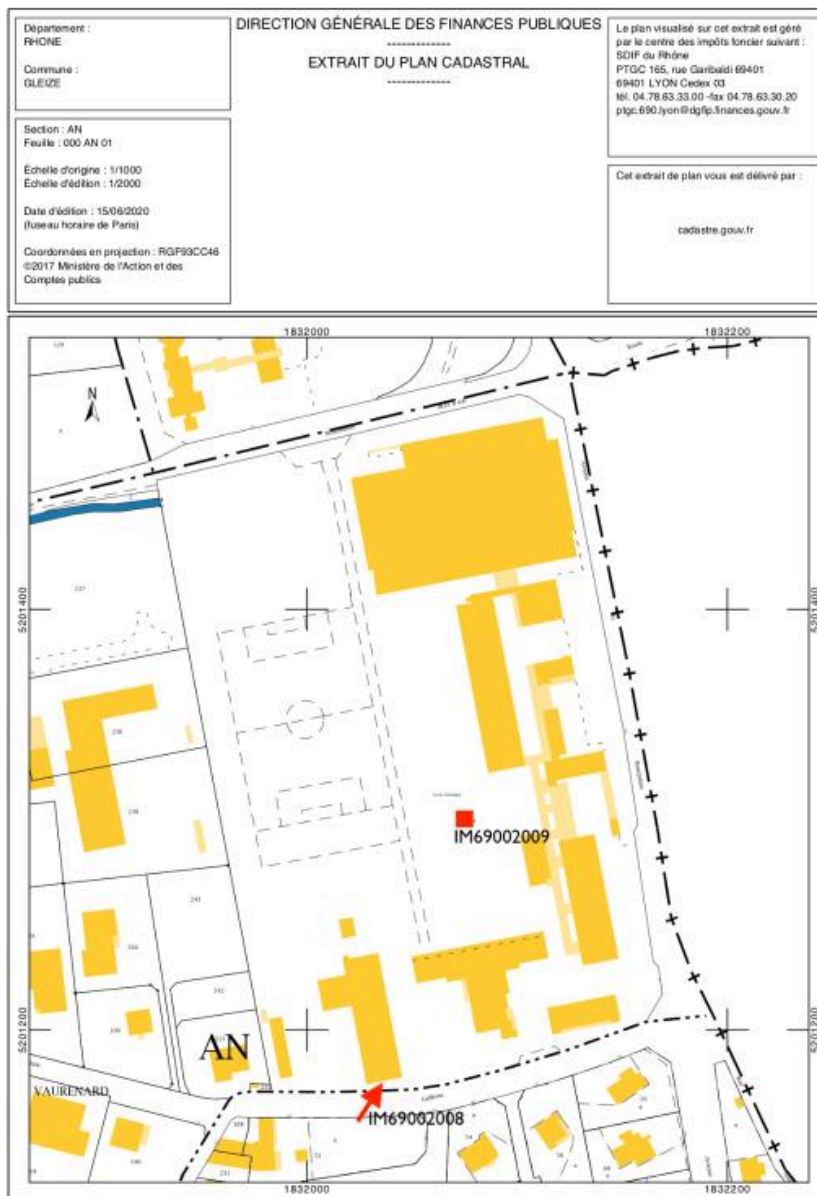 Département :
RHONE
Commune :
GLEIZE
Section : AN
Feuille : 000 AN 01
Échelle d'origine : 1/1000
Échelle d'édition : 1/2000
Date d'édition : 15/06/2020
(fuseau horaire de Paris)
Coordonnées en projection : RGF93CC46
©2017 Ministère de l'Action et des
Comptes publics
DIRECTION GÉNÉRALE DES FINANCES PUBLIQUES
-------------
EXTRAIT DU PLAN CADASTRAL
-------------
Le plan visualisé sur cet extrait est géré
par le centre des impôts foncier suivant :
SDIF du Rhône
PTGC 165, rue Garibaldi 69401
69401 LYON Cedex 03
tél. 04.78.63.33.00 -fax 04.78.63.30.20
ptgc.690.lyon@dgfip.finances.gouv.fr
Cet extrait de plan vous est délivré par :
cadastre.gouv.fr
1832000
1832200
N
5201400
5201400
237
238
239
IM69002009
243
242
5201200
5201200
AN
VAURENARD
IM69002008
1832000
1832200